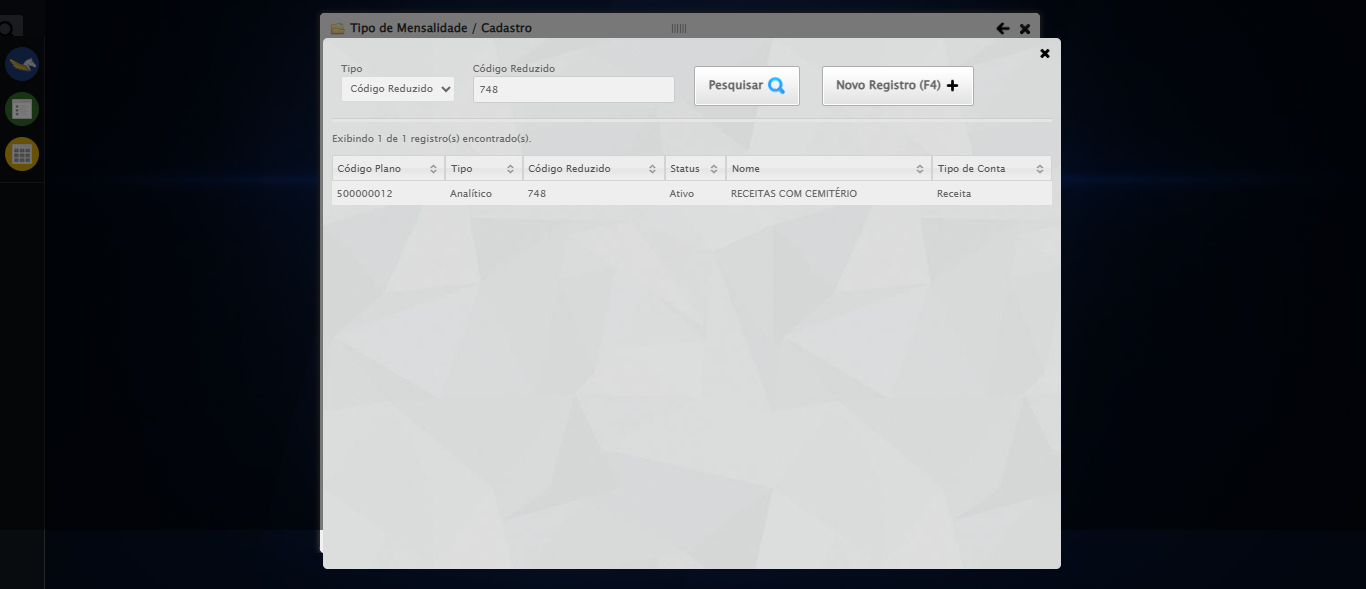 Tipo de Mensalidade / Cadastro
Tipo
Código Reduzido
Código Reduzido
748
Pesquisar
Novo Registro (F4)
Exibindo 1 de 1 registro(s) encontrado(s).
Código Plano Tipo Código Reduzido Status Nome Tipo de Conta
500000012 Analítico 748 Ativo RECEITAS COM CEMITÉRIO Receita